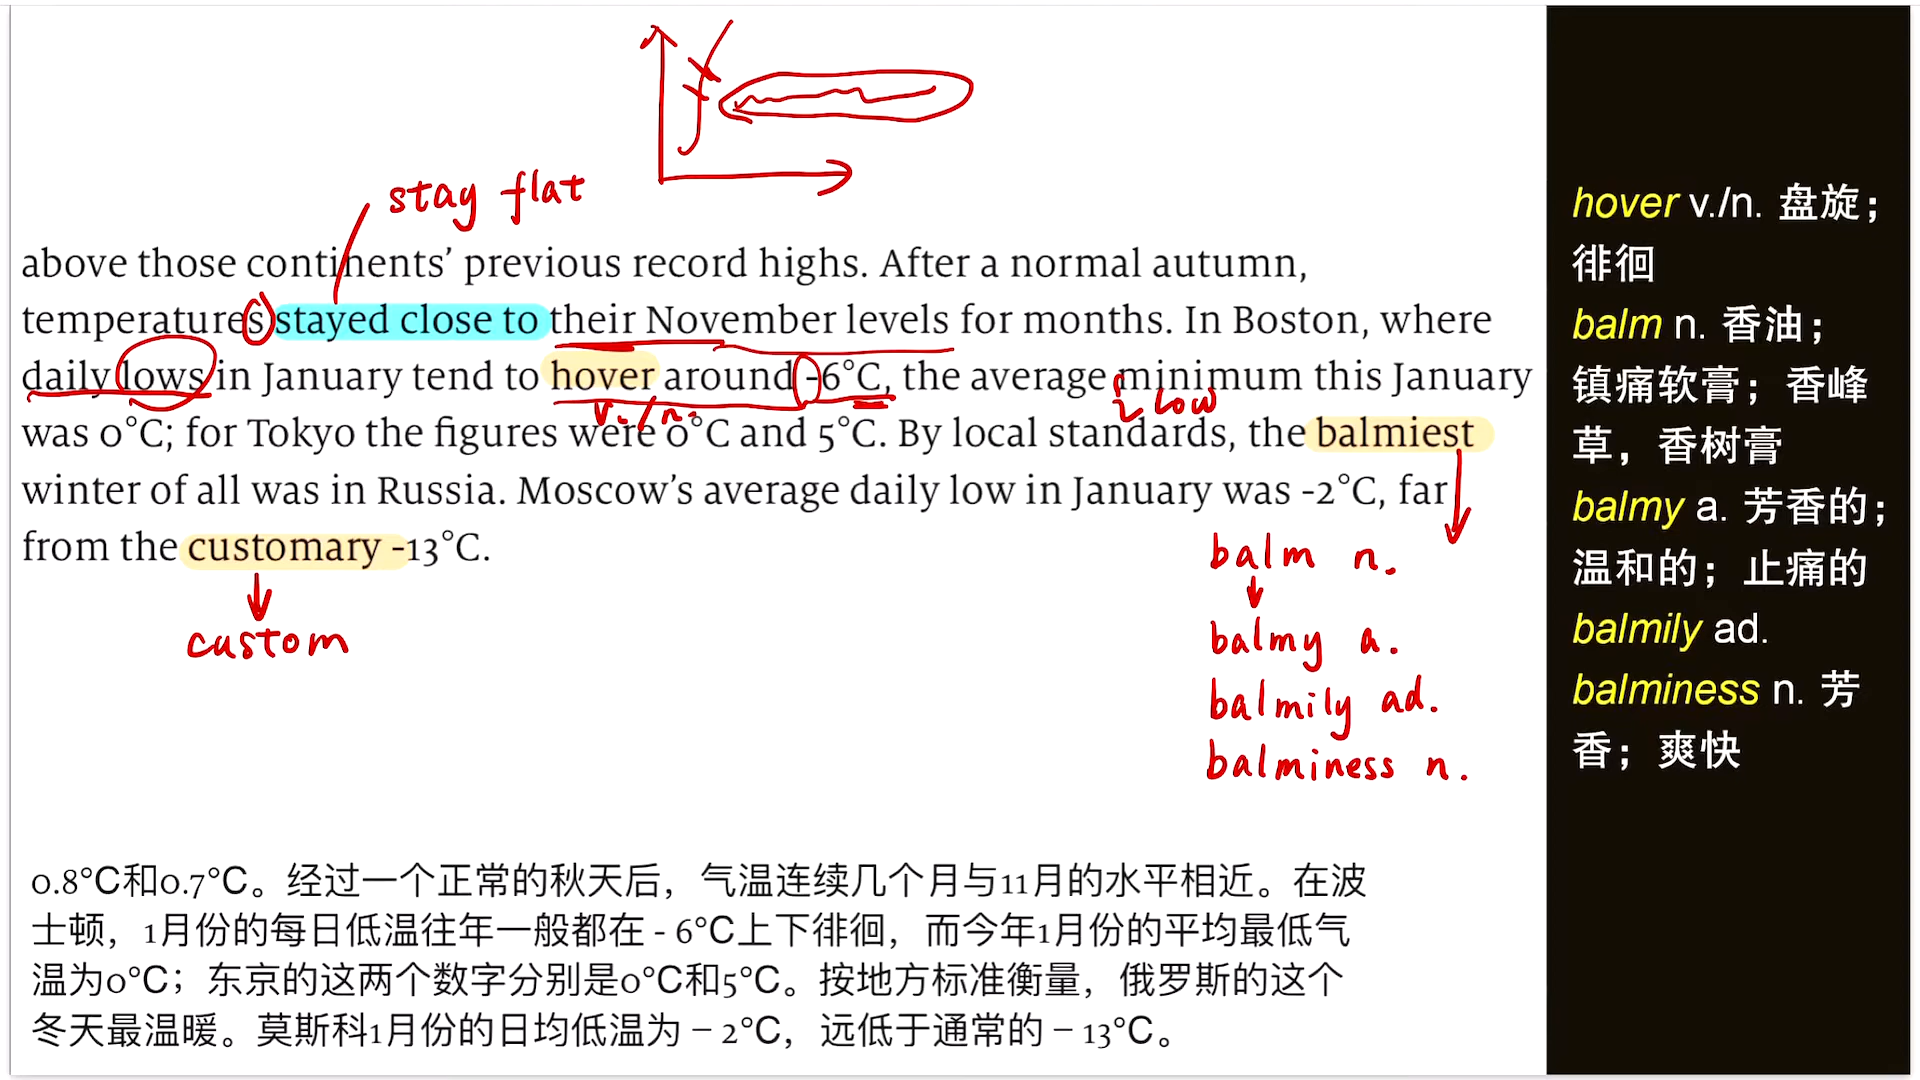 stay flat
above those continents’ previous record highs. After a normal autumn,
temperatures stayed close to their November levels for months. In Boston, where
daily lows in January tend to hover around -6°C, the average minimum this January
v. / n.
low
was 0°C; for Tokyo the figures were 0°C and 5°C. By local standards, the balmiest
winter of all was in Russia. Moscow’s average daily low in January was -2°C, far
from the customary -13°C.
custom
balm n.
balmy a.
balmily ad.
balminess n.
0.8°C和0.7°C。经过一个正常的秋天后，气温连续几个月与11月的水平相近。在波
士顿，1月份的每日低温往年一般都在 - 6°C上下徘徊，而今年1月份的平均最低气
温为0°C；东京的这两个数字分别是0°C和5°C。按地方标准衡量，俄罗斯的这个
冬天最温暖。莫斯科1月份的日均低温为 – 2°C，远低于通常的 – 13°C。
hover v./n. 盘旋；
徘徊
balm n. 香油；
镇痛软膏；香峰
草，香树膏
balmy a. 芳香的；
温和的；止痛的
balmily ad.
balminess n. 芳
香；爽快